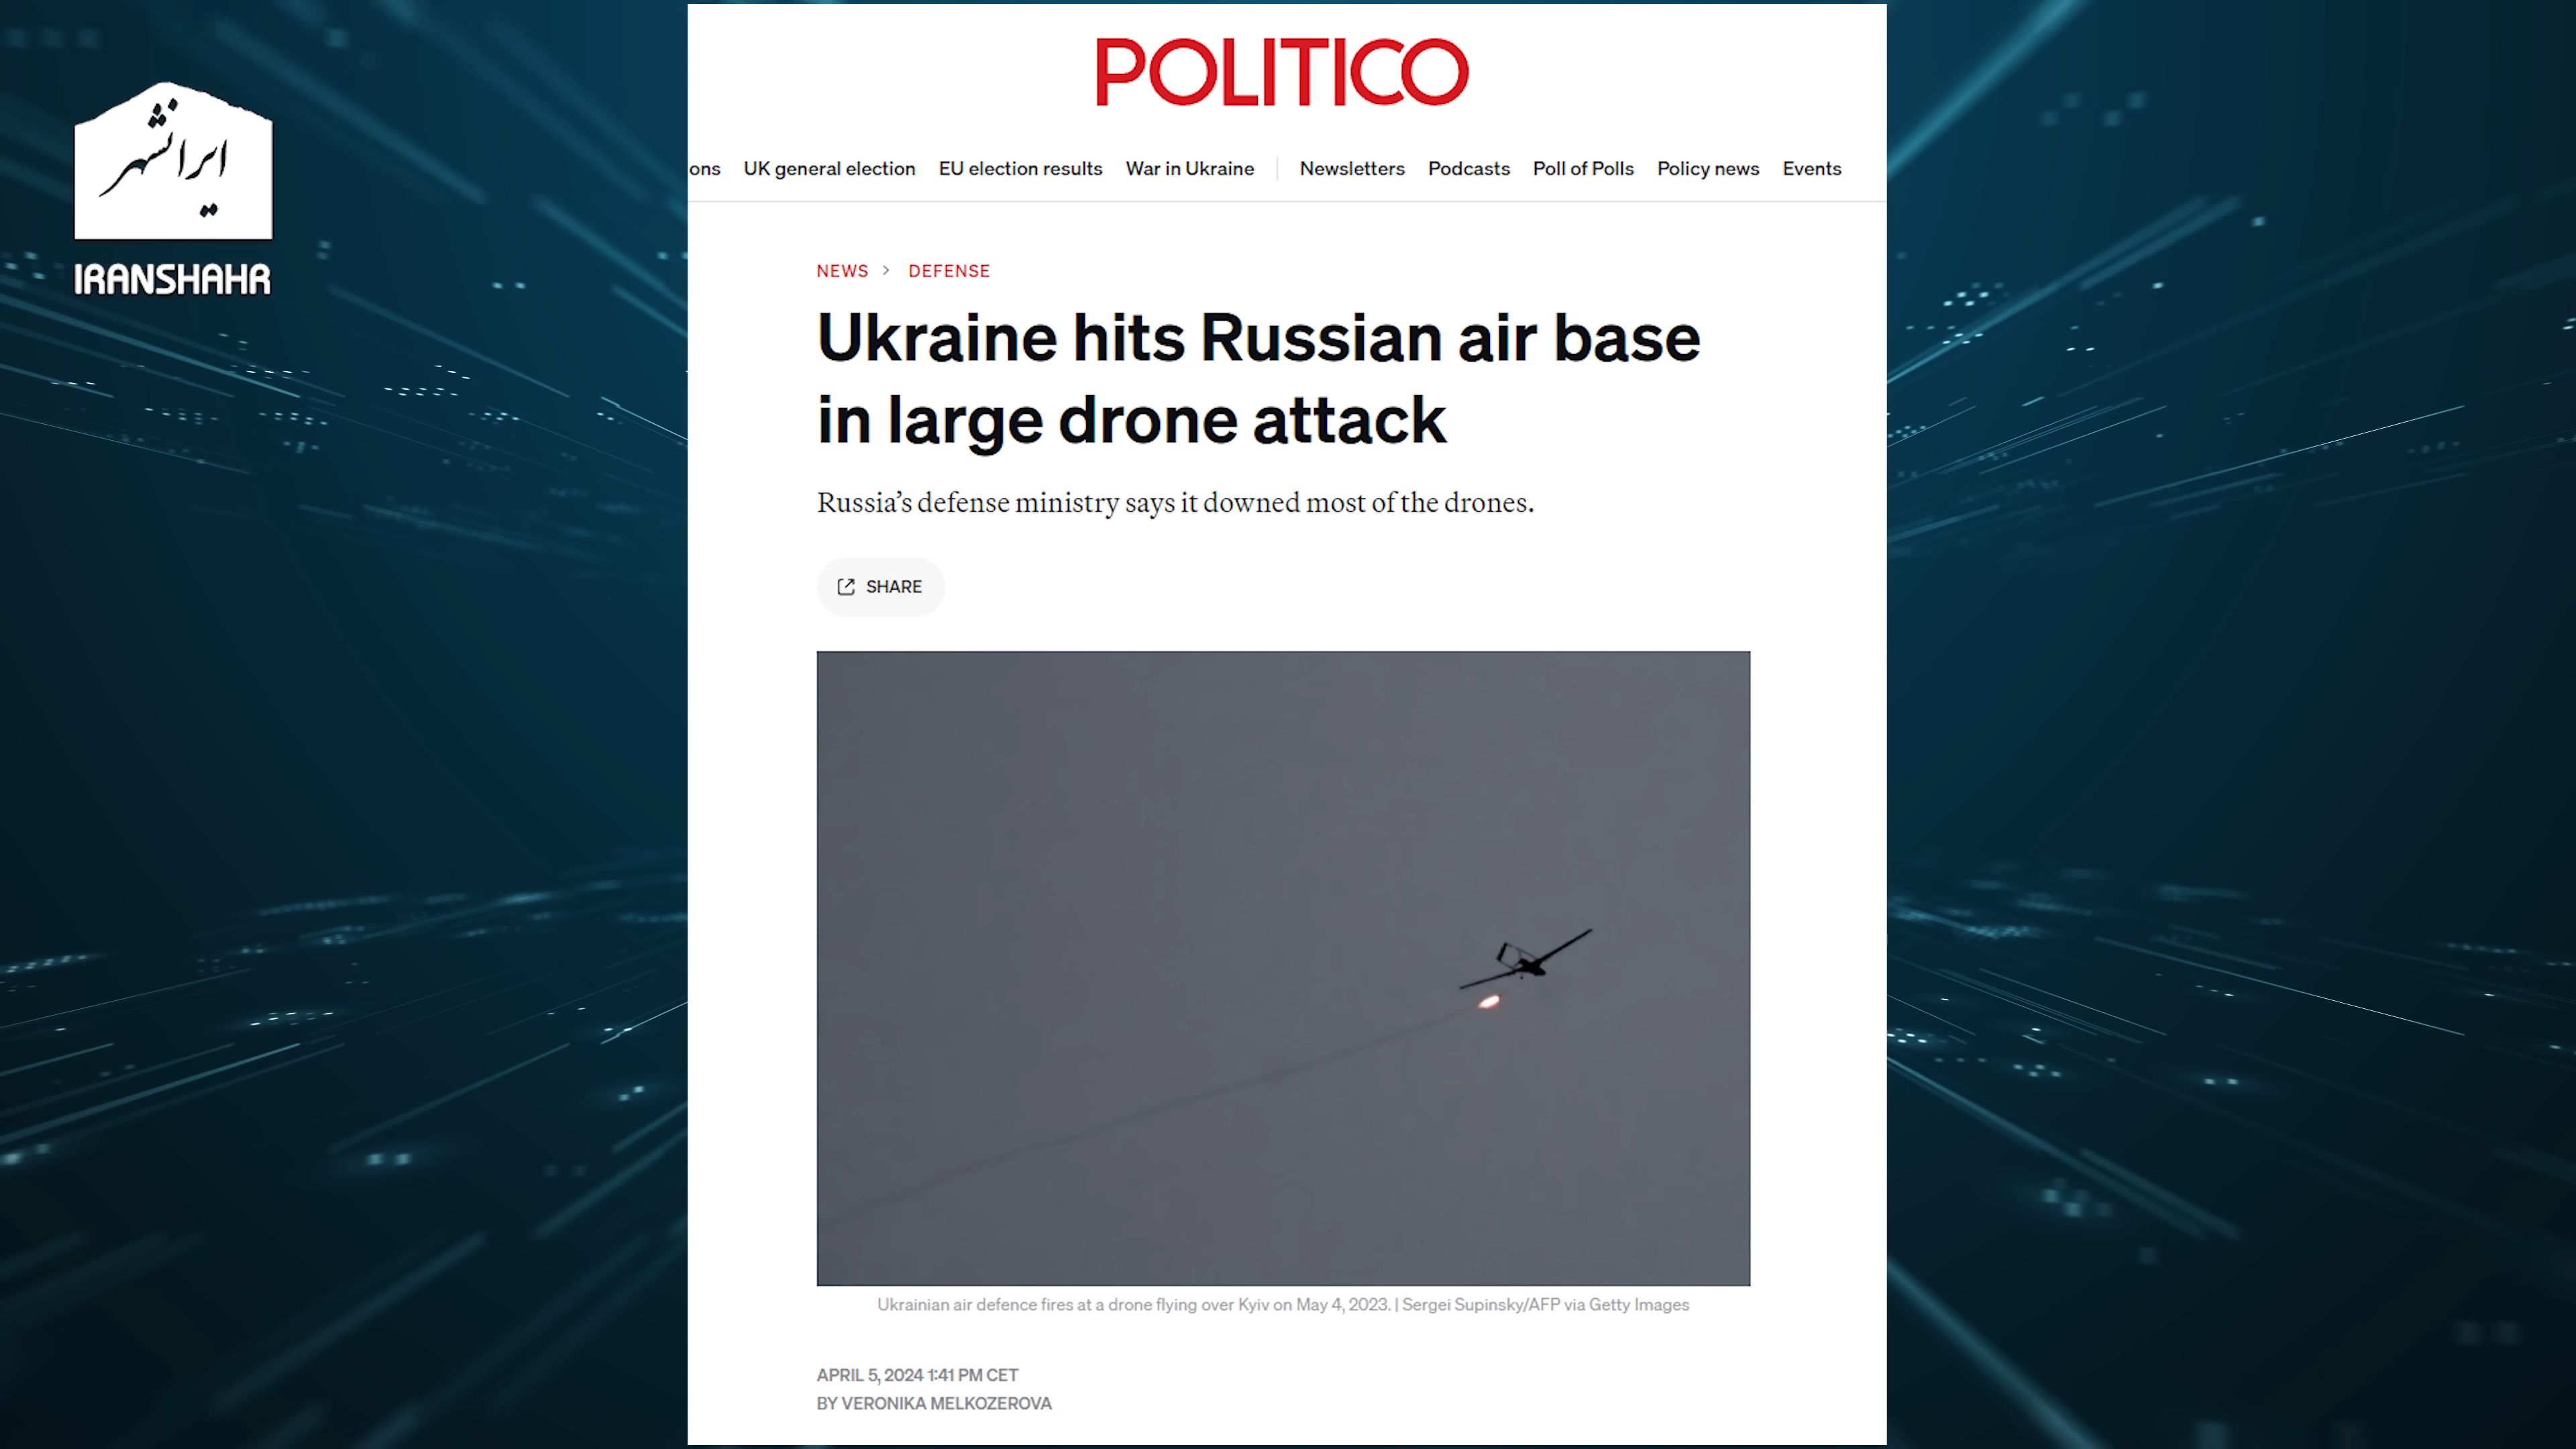 ایرانشهر
IRANSHAHR
POLITICO
ons UK general election EU election results War in Ukraine Newsletters Podcasts Poll of Polls Policy news Events
NEWS > DEFENSE
Ukraine hits Russian air base
in large drone attack
Russia’s defense ministry says it downed most of the drones.
SHARE
Ukrainian air defence fires at a drone flying over Kyiv on May 4, 2023. | Sergei Supinsky/AFP via Getty Images
APRIL 5, 2024 1:41 PM CET
BY VERONIKA MELKOZEROVA